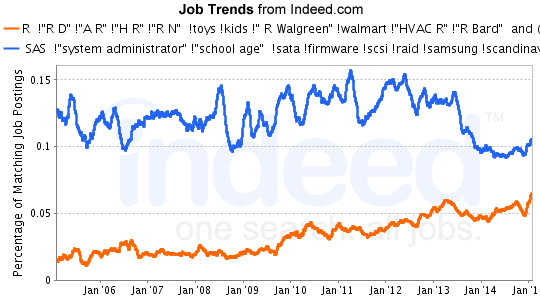 Job Trends from Indeed.com
R !"R D" !"A R" !"H R" !"R N" !toys !kids !" R Walgreen" !walmart !"HVAC R" !"R Bard" and (
SAS !"system administrator" !"school age" !sata !firmware !scsi !raid !samsung !scandinav
Percentage of Matching Job Postings
0.15
0.1
0.05
0
indeed™
one search. all jobs.
Jan'06 Jan'07 Jan'08 Jan'09 Jan'10 Jan'11 Jan'12 Jan'13 Jan'14 Jan'1